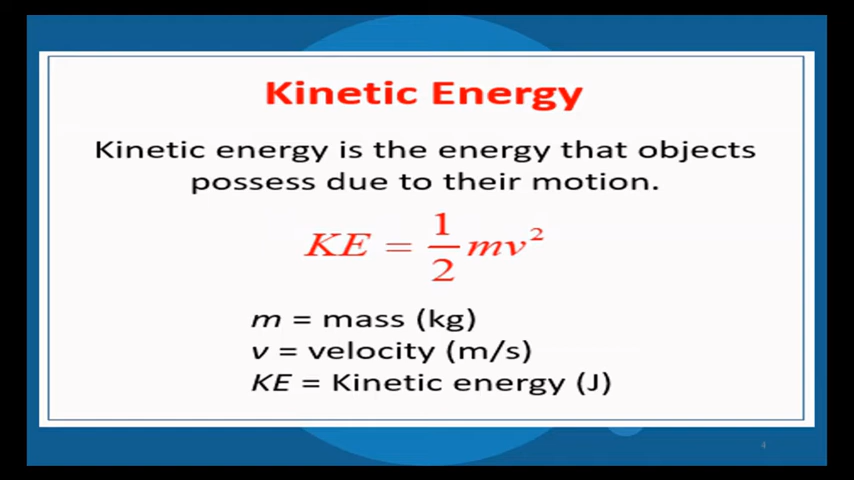 Kinetic Energy
Kinetic energy is the energy that objects
possess due to their motion.
KE = 1/2 mv²
m = mass (kg)
v = velocity (m/s)
KE = Kinetic energy (J)
4